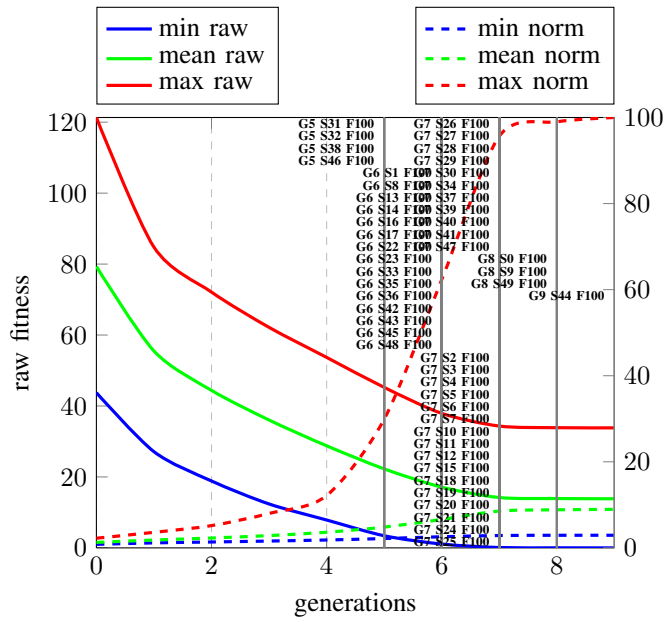 min raw
mean raw
max raw
min norm
mean norm
max norm
120
100
80
60
40
20
0
raw fitness
100
80
60
40
20
0
G5 S31 F100
G5 S32 F100
G5 S38 F100
G5 S46 F100
G6 S1 F100
G6 S8 F100
G6 S13 F100
G6 S14 F100
G6 S16 F100
G6 S17 F100
G6 S22 F100
G6 S23 F100
G6 S33 F100
G6 S35 F100
G6 S36 F100
G6 S42 F100
G6 S43 F100
G6 S45 F100
G6 S48 F100
G7 S26 F100
G7 S27 F100
G7 S28 F100
G7 S29 F100
G7 S30 F100
G7 S34 F100
G7 S37 F100
G7 S39 F100
G7 S40 F100
G7 S41 F100
G7 S47 F100
G7 S2 F100
G7 S3 F100
G7 S4 F100
G7 S5 F100
G7 S6 F100
G7 S7 F100
G7 S10 F100
G7 S11 F100
G7 S12 F100
G7 S15 F100
G7 S18 F100
G7 S19 F100
G7 S20 F100
G7 S21 F100
G7 S24 F100
G7 S25 F100
G8 S0 F100
G8 S9 F100
G8 S49 F100
G9 S44 F100
0
2
4
6
8
generations